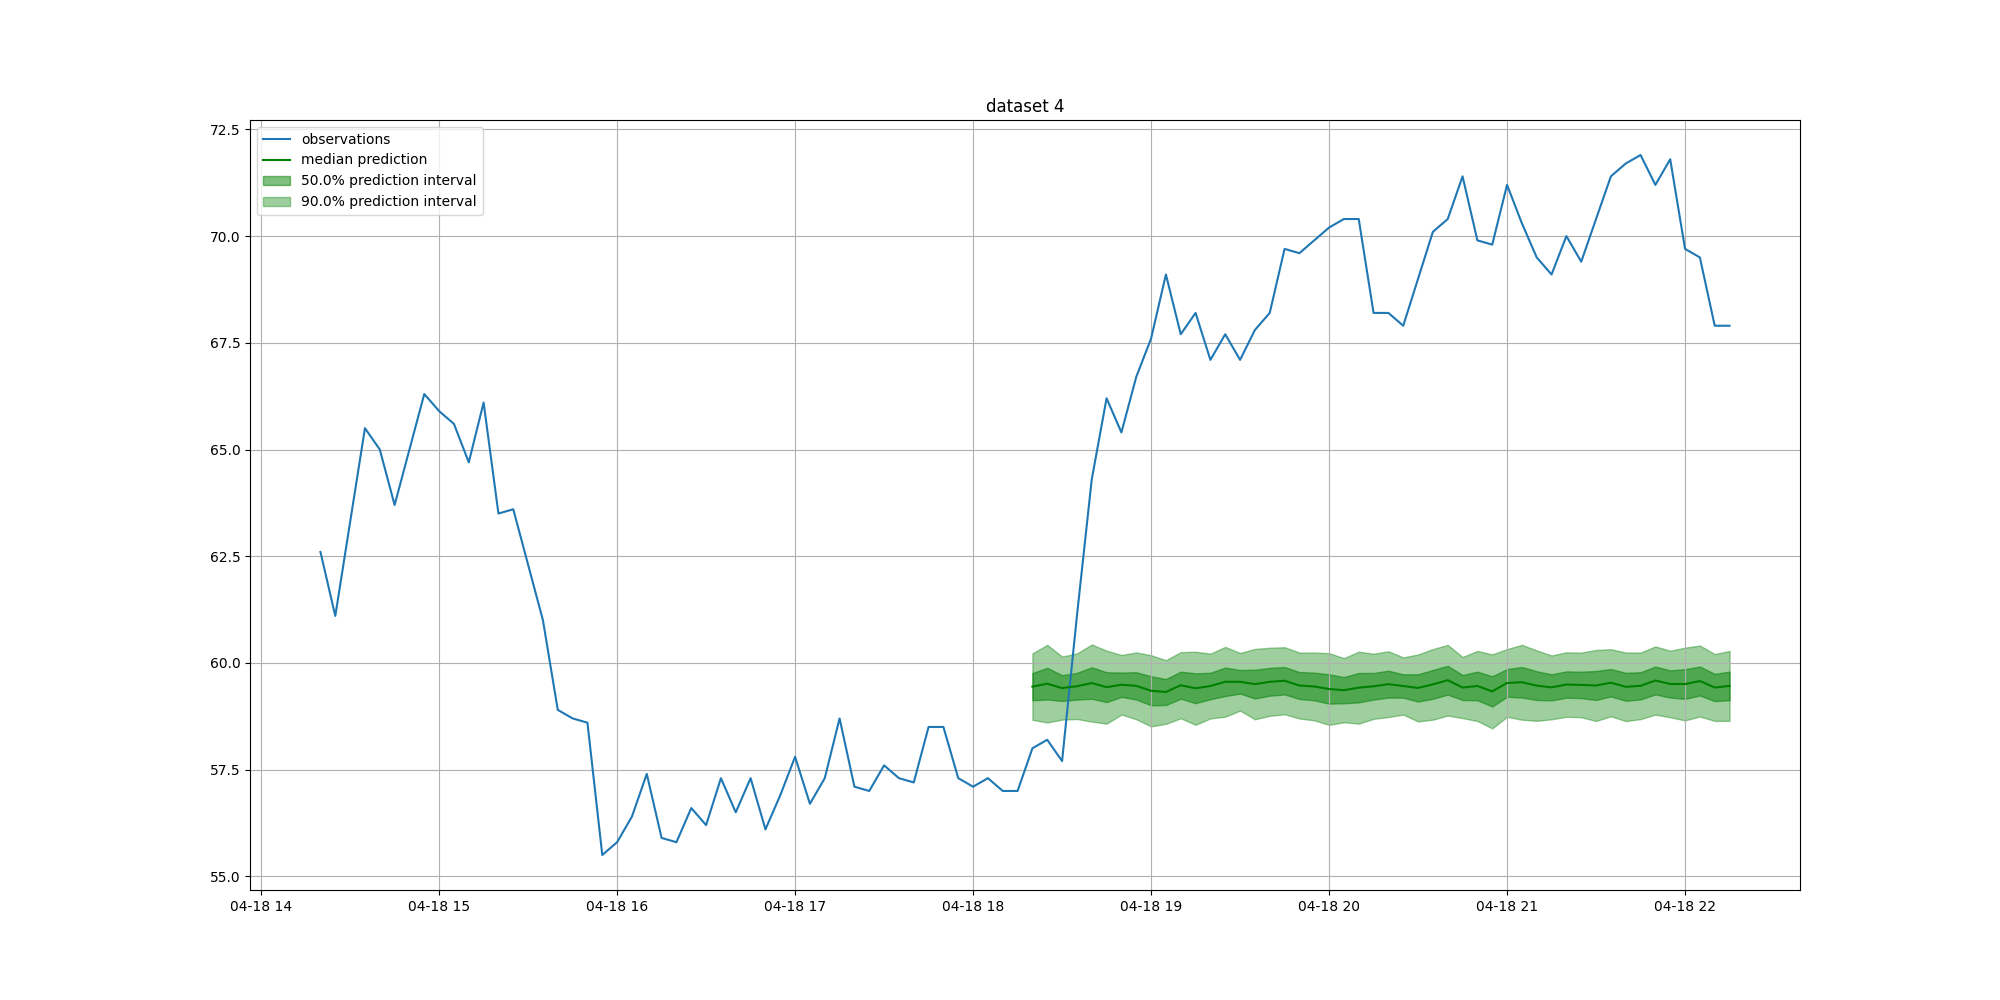 dataset 4
72.5
70.0
67.5
65.0
62.5
60.0
57.5
55.0
observations
median prediction
50.0% prediction interval
90.0% prediction interval
04-18 14 04-18 15 04-18 16 04-18 17 04-18 18 04-18 19 04-18 20 04-18 21 04-18 22